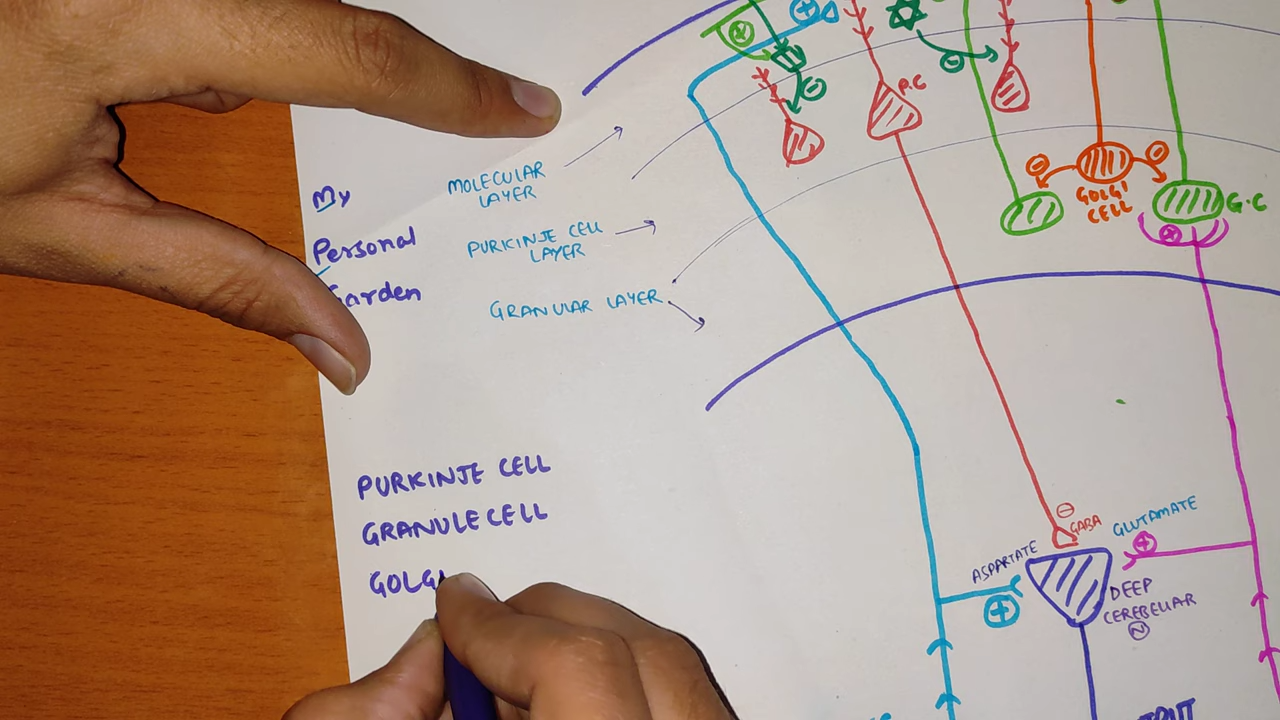 My
Personal
Garden
MOLECULAR
LAYER
PURKINJE CELL
LAYER
GRANULAR LAYER
P.C
GOLGI
CELL
G.C
PURKINJE CELL
GRANULE CELL
GOLGI
GABA
GLUTAMATE
ASPARTATE
DEEP
CEREBELLAR
N